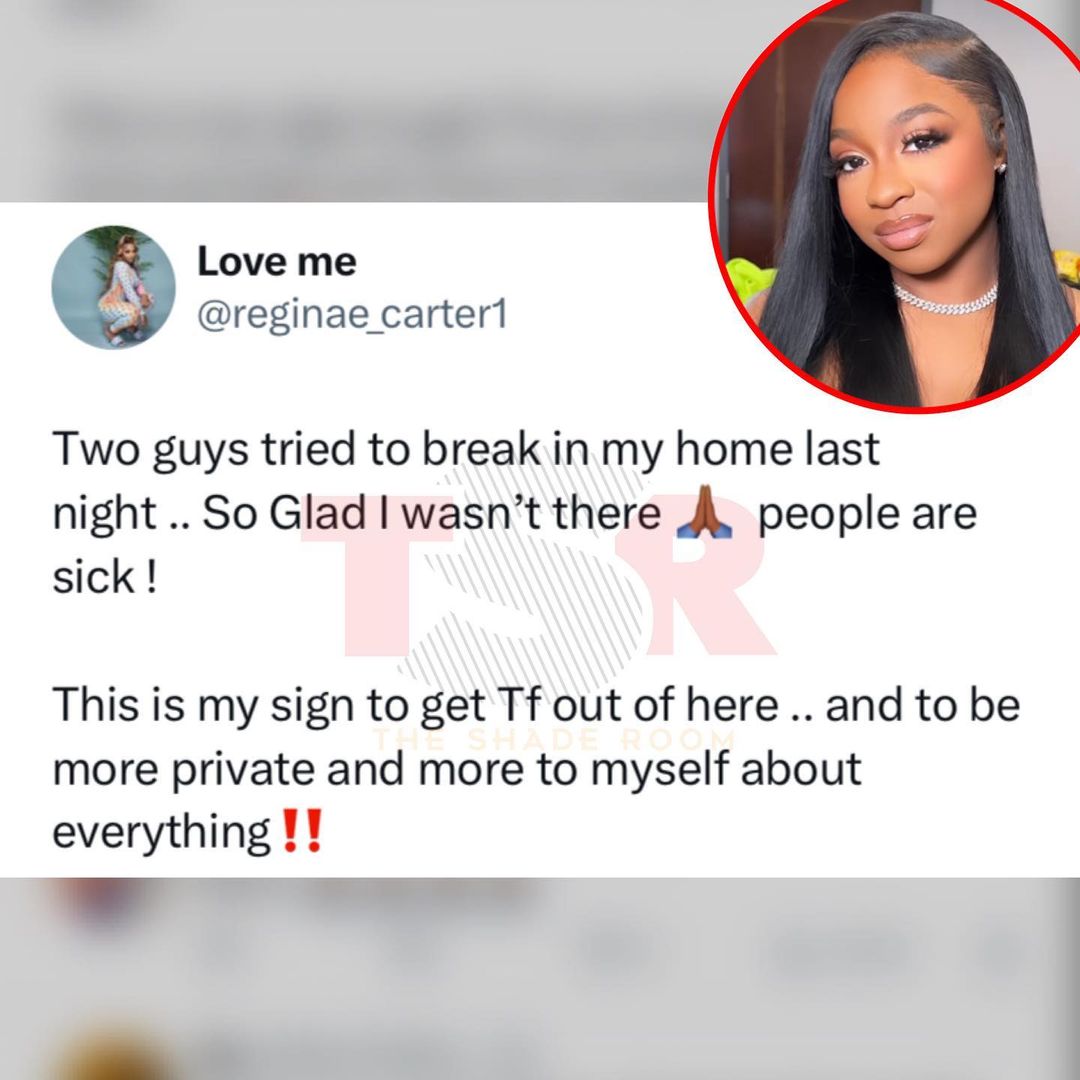 Love me
@reginae_carter1
Two guys tried to break in my home last
night .. So Glad I wasn’t there 🙏🏾 people are
sick !
This is my sign to get Tf out of here .. and to be
more private and more to myself about
everything‼️
TSR
THE SHADE ROOM